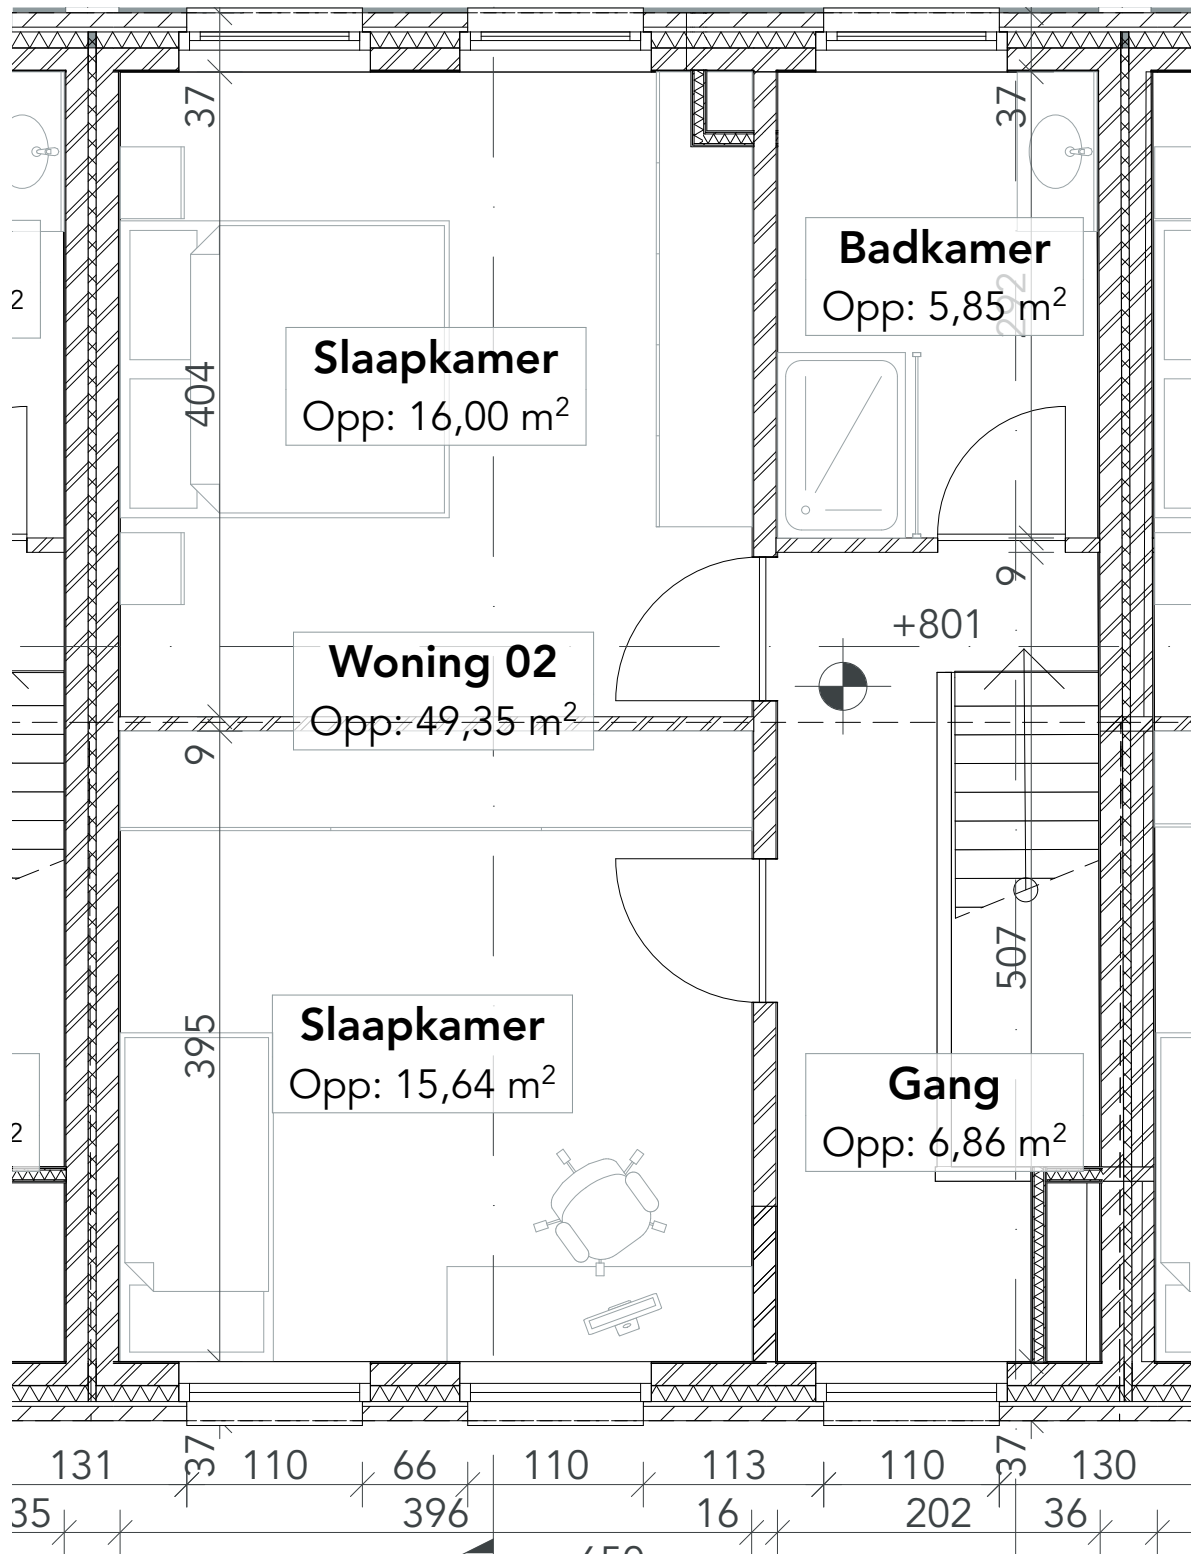 37
37
Badkamer
Opp: 5,85 m²
292
2
Slaapkamer
Opp: 16,00 m²
404
9
+801
Woning 02
Opp: 49,35 m²
9
507
395
Slaapkamer
Opp: 15,64 m²
Gang
Opp: 6,86 m²
2
37
37
131 110 66 110 113 110 130
35 396 16 202 36